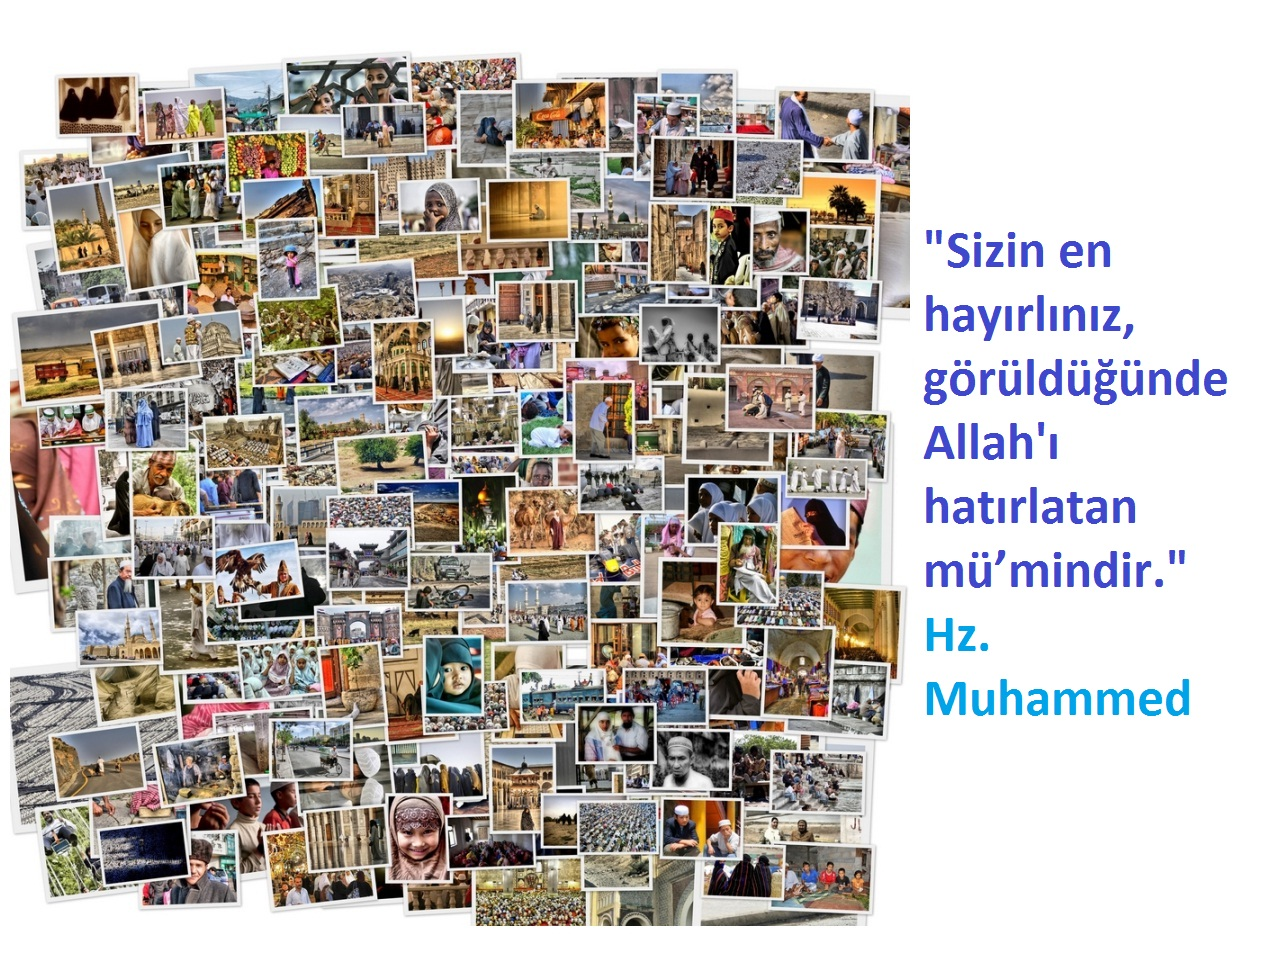 "Sizin en
hayırlınız,
görüldüğünde
Allah'ı
hatırlatan
mü’mindir."
Hz.
Muhammed